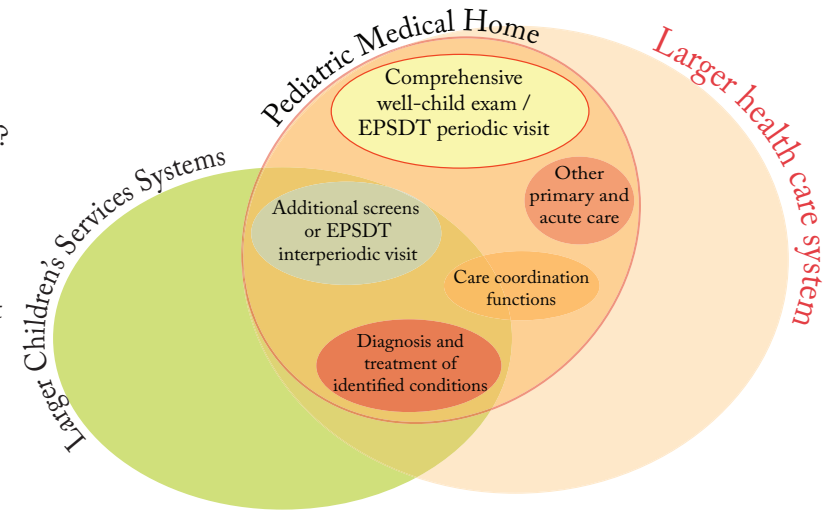 Pediatric Medical Home
Larger health care system
Larger Children's Services Systems
Comprehensive
well-child exam /
EPSDT periodic visit
Other
primary and
acute care
Additional screens
or EPSDT
interperiodic visit
Care coordination
functions
Diagnosis and
treatment of
identified conditions